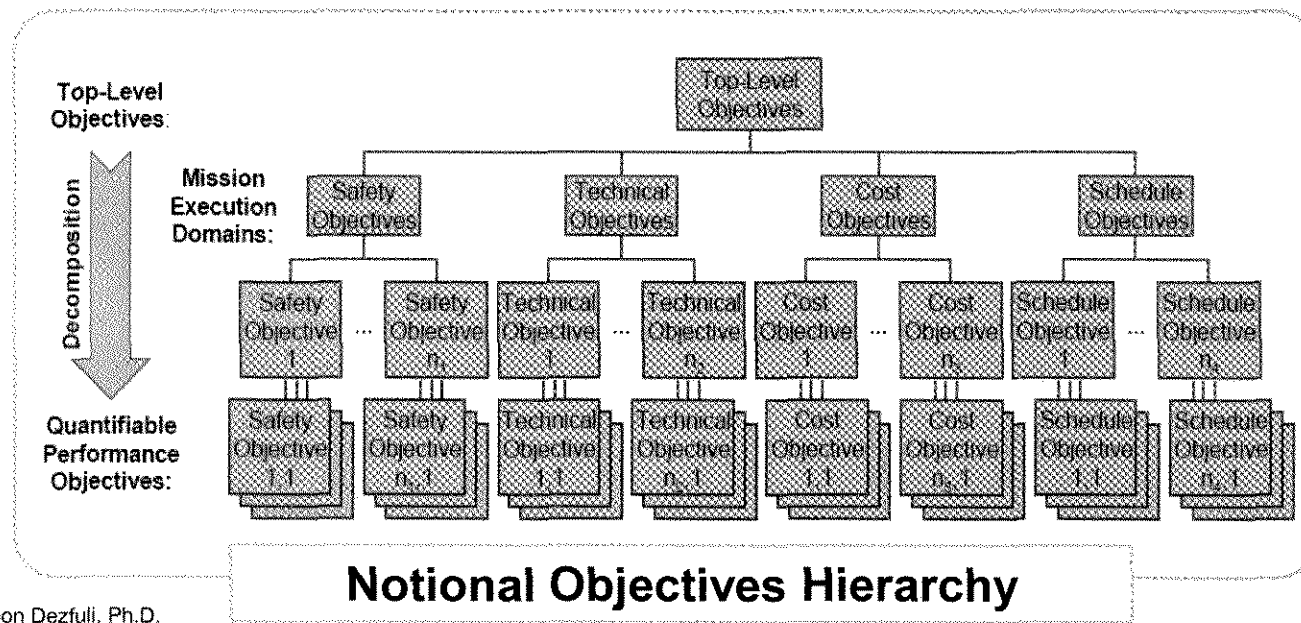 Top-Level
Objectives:
Top-Level
Objectives
Decomposition
Mission
Execution
Domains:
Safety
Objectives
Technical
Objectives
Cost
Objectives
Schedule
Objectives
Safety
Objective
1
...
Safety
Objective
n₁
Technical
Objective
1
...
Technical
Objective
n₂
Cost
Objective
1
...
Cost
Objective
n₃
Schedule
Objective
1
...
Schedule
Objective
n₄
Quantifiable
Performance
Objectives:
Safety
Objective
1,1
Safety
Objective
n₁,1
Technical
Objective
1,1
Technical
Objective
n₂,1
Cost
Objective
1,1
Cost
Objective
n₃,1
Schedule
Objective
1,1
Schedule
Objective
n₄,1
Notional Objectives Hierarchy
on Dezfuli, Ph.D.